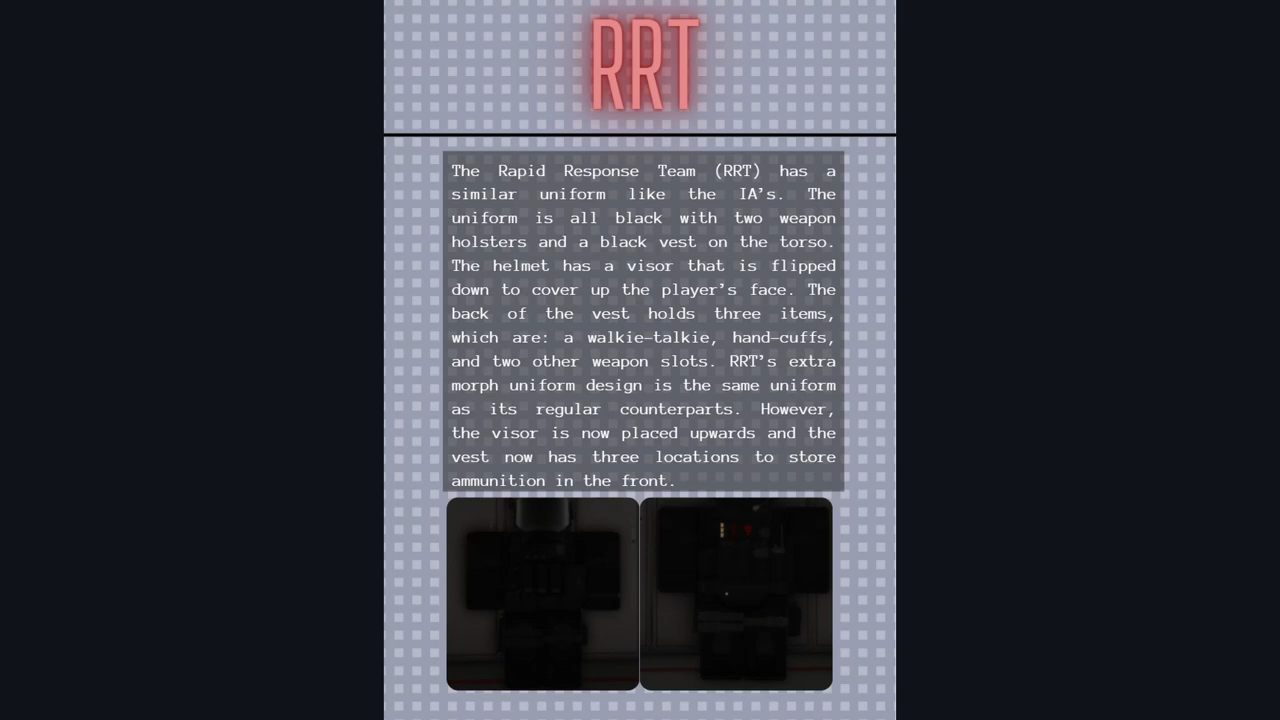 RRT
The Rapid Response Team (RRT) has a
similar uniform like the IA's. The
uniform is all black with two weapon
holsters and a black vest on the torso.
The helmet has a visor that is flipped
down to cover up the player's face. The
back of the vest holds three items,
which are: a walkie-talkie, hand-cuffs,
and two other weapon slots. RRT's extra
morph uniform design is the same uniform
as its regular counterparts. However,
the visor is now placed upwards and the
vest now has three locations to store
ammunition in the front.